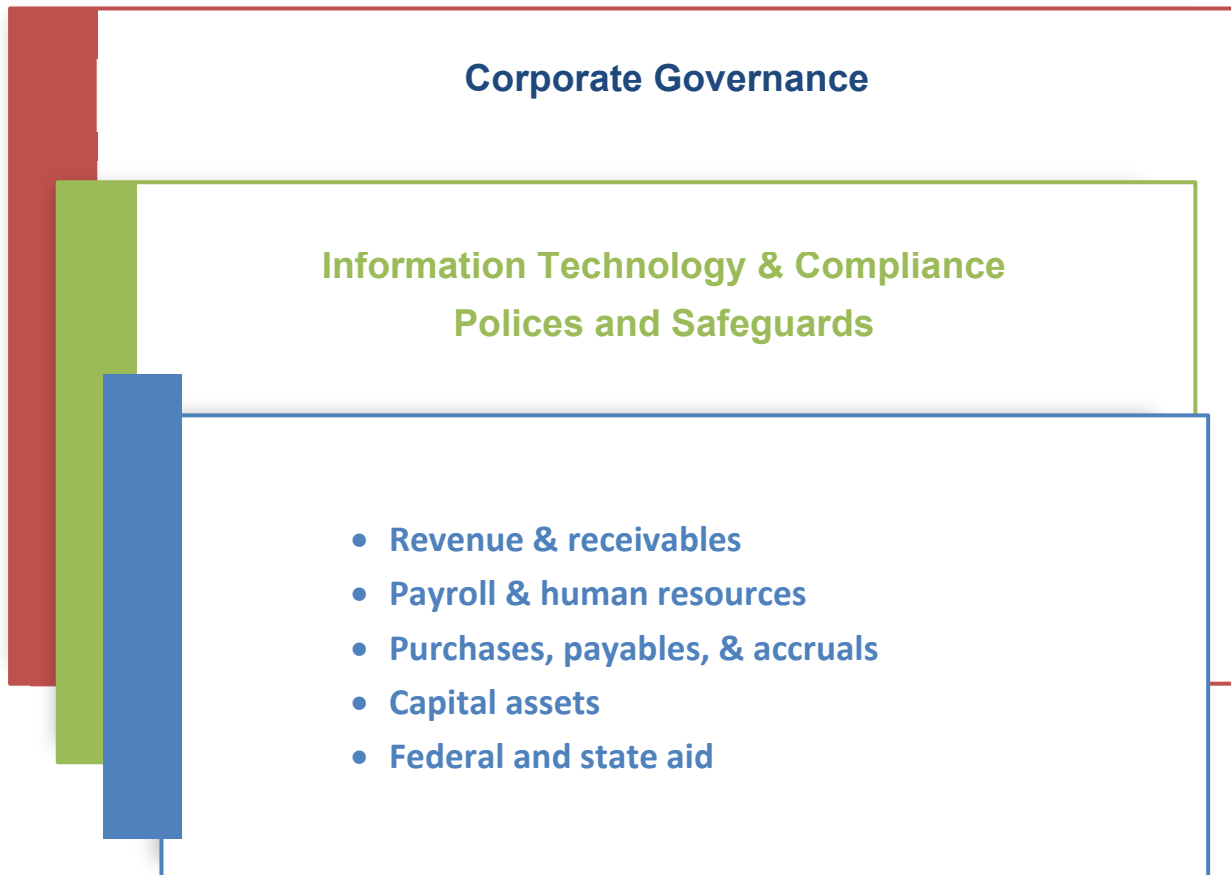 Corporate Governance
Information Technology & Compliance
Polices and Safeguards
• Revenue & receivables
• Payroll & human resources
• Purchases, payables, & accruals
• Capital assets
• Federal and state aid